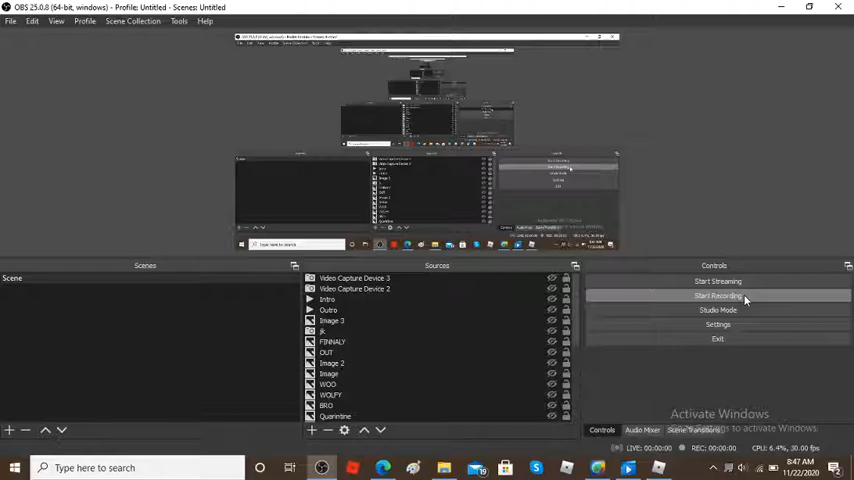 OBS 25.0.8 (64-bit, windows) - Profile: Untitled - Scenes: Untitled
File Edit View Profile Scene Collection Tools Help
Scenes Sources Controls
Scene
Video Capture Device 3
Video Capture Device 2
Intro
Outro
Image 3
jk
FINNALY
OUT
Image 2
Image
WOO
WOLFY
BRO
Quarintine
Start Streaming
Start Recording
Studio Mode
Settings
Exit
Activate Windows
Go to Settings to activate Windows.
Controls Audio Mixer Scene Transitions
LIVE: 00:00:00 REC: 00:00:00 CPU: 6.4%, 30.00 fps
Type here to search
19
8:47 AM
11/22/2020
2